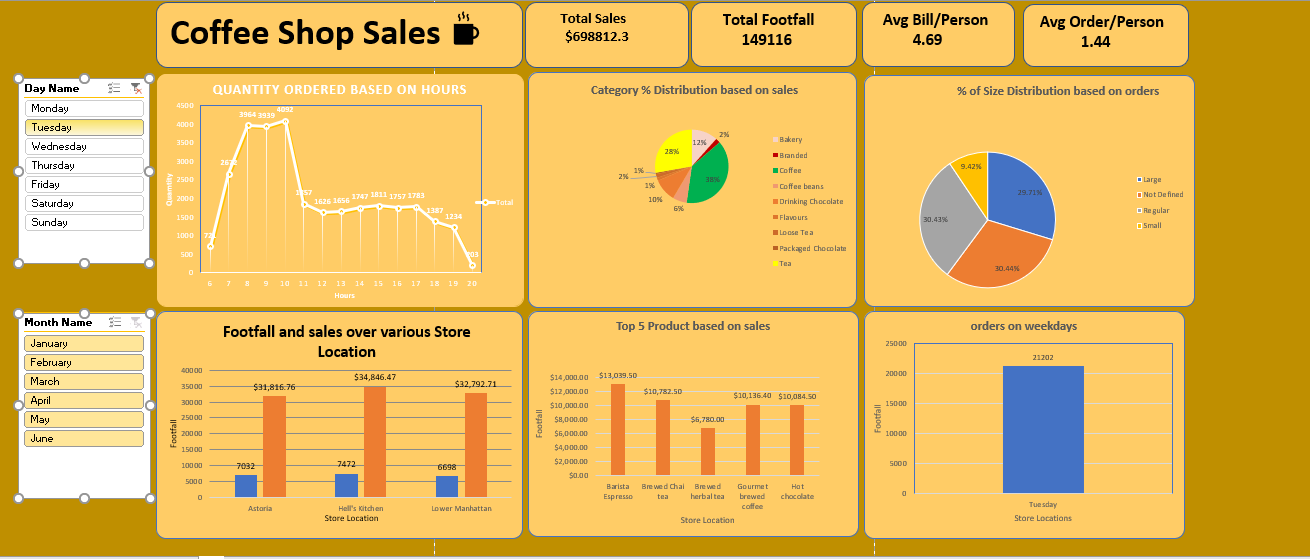 Coffee Shop Sales
Total Sales
$698812.3
Total Footfall
149116
Avg Bill/Person
4.69
Avg Order/Person
1.44
Day Name
Monday
Tuesday
Wednesday
Thursday
Friday
Saturday
Sunday
Month Name
January
February
March
April
May
June
QUANTITY ORDERED BASED ON HOURS
Quantity
4500
4000
3500
3000
2500
2000
1500
1000
500
0
3964 3939 4092
1626 1656 1747 1811 1757 1783 1387 1234
6 7 8 9 10 11 12 13 14 15 16 17 18 19 20
Hours
Total
Category % Distribution based on sales
12%
2%
38%
6%
10%
1%
2%
1%
28%
Bakery
Branded
Coffee
Coffee beans
Drinking Chocolate
Flavours
Loose Tea
Packaged Chocolate
Tea
% of Size Distribution based on orders
9.42%
29.71%
30.43%
30.44%
Large
Not Defined
Regular
Small
Footfall and sales over various Store
Location
Footfall
40000
35000
30000
25000
20000
15000
10000
5000
0
$31,816.76
$34,846.47
$32,792.71
7032
7472
6698
Astoria
Hell's Kitchen
Lower Manhattan
Store Location
Top 5 Product based on sales
Footfall
$14,000.00
$12,000.00
$10,000.00
$8,000.00
$6,000.00
$4,000.00
$2,000.00
$0.00
$13,039.50
$10,782.50
$6,780.00
$10,136.40
$10,084.50
Barista
Espresso
Brewed Chai
tea
Brewed
herbal tea
Gourmet
brewed
coffee
Hot
chocolate
Store Location
orders on weekdays
Footfall
25000
20000
15000
10000
5000
0
21202
Tuesday
Store Locations